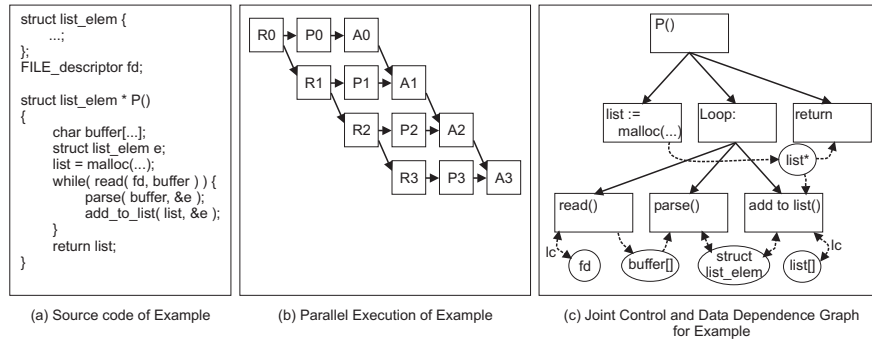 struct list_elem {
...;
};
FILE_descriptor fd;
struct list_elem * P()
{
char buffer[...];
struct list_elem e;
list = malloc(...);
while( read( fd, buffer ) ) {
parse( buffer, &e );
add_to_list( list, &e );
}
return list;
}
(a) Source code of Example
R0 P0 A0
R1 P1 A1
R2 P2 A2
R3 P3 A3
(b) Parallel Execution of Example
P()
list :=
malloc(...)
Loop:
return
list*
read()
parse()
add to list()
lc
lc
fd
buffer[]
struct
list_elem
list[]
(c) Joint Control and Data Dependence Graph
for Example